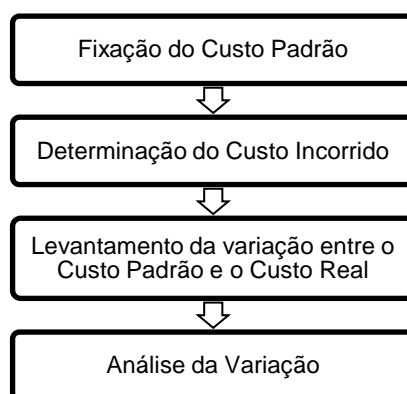 Fixação do Custo Padrão
Determinação do Custo Incorrido
Levantamento da variação entre o
Custo Padrão e o Custo Real
Análise da Variação